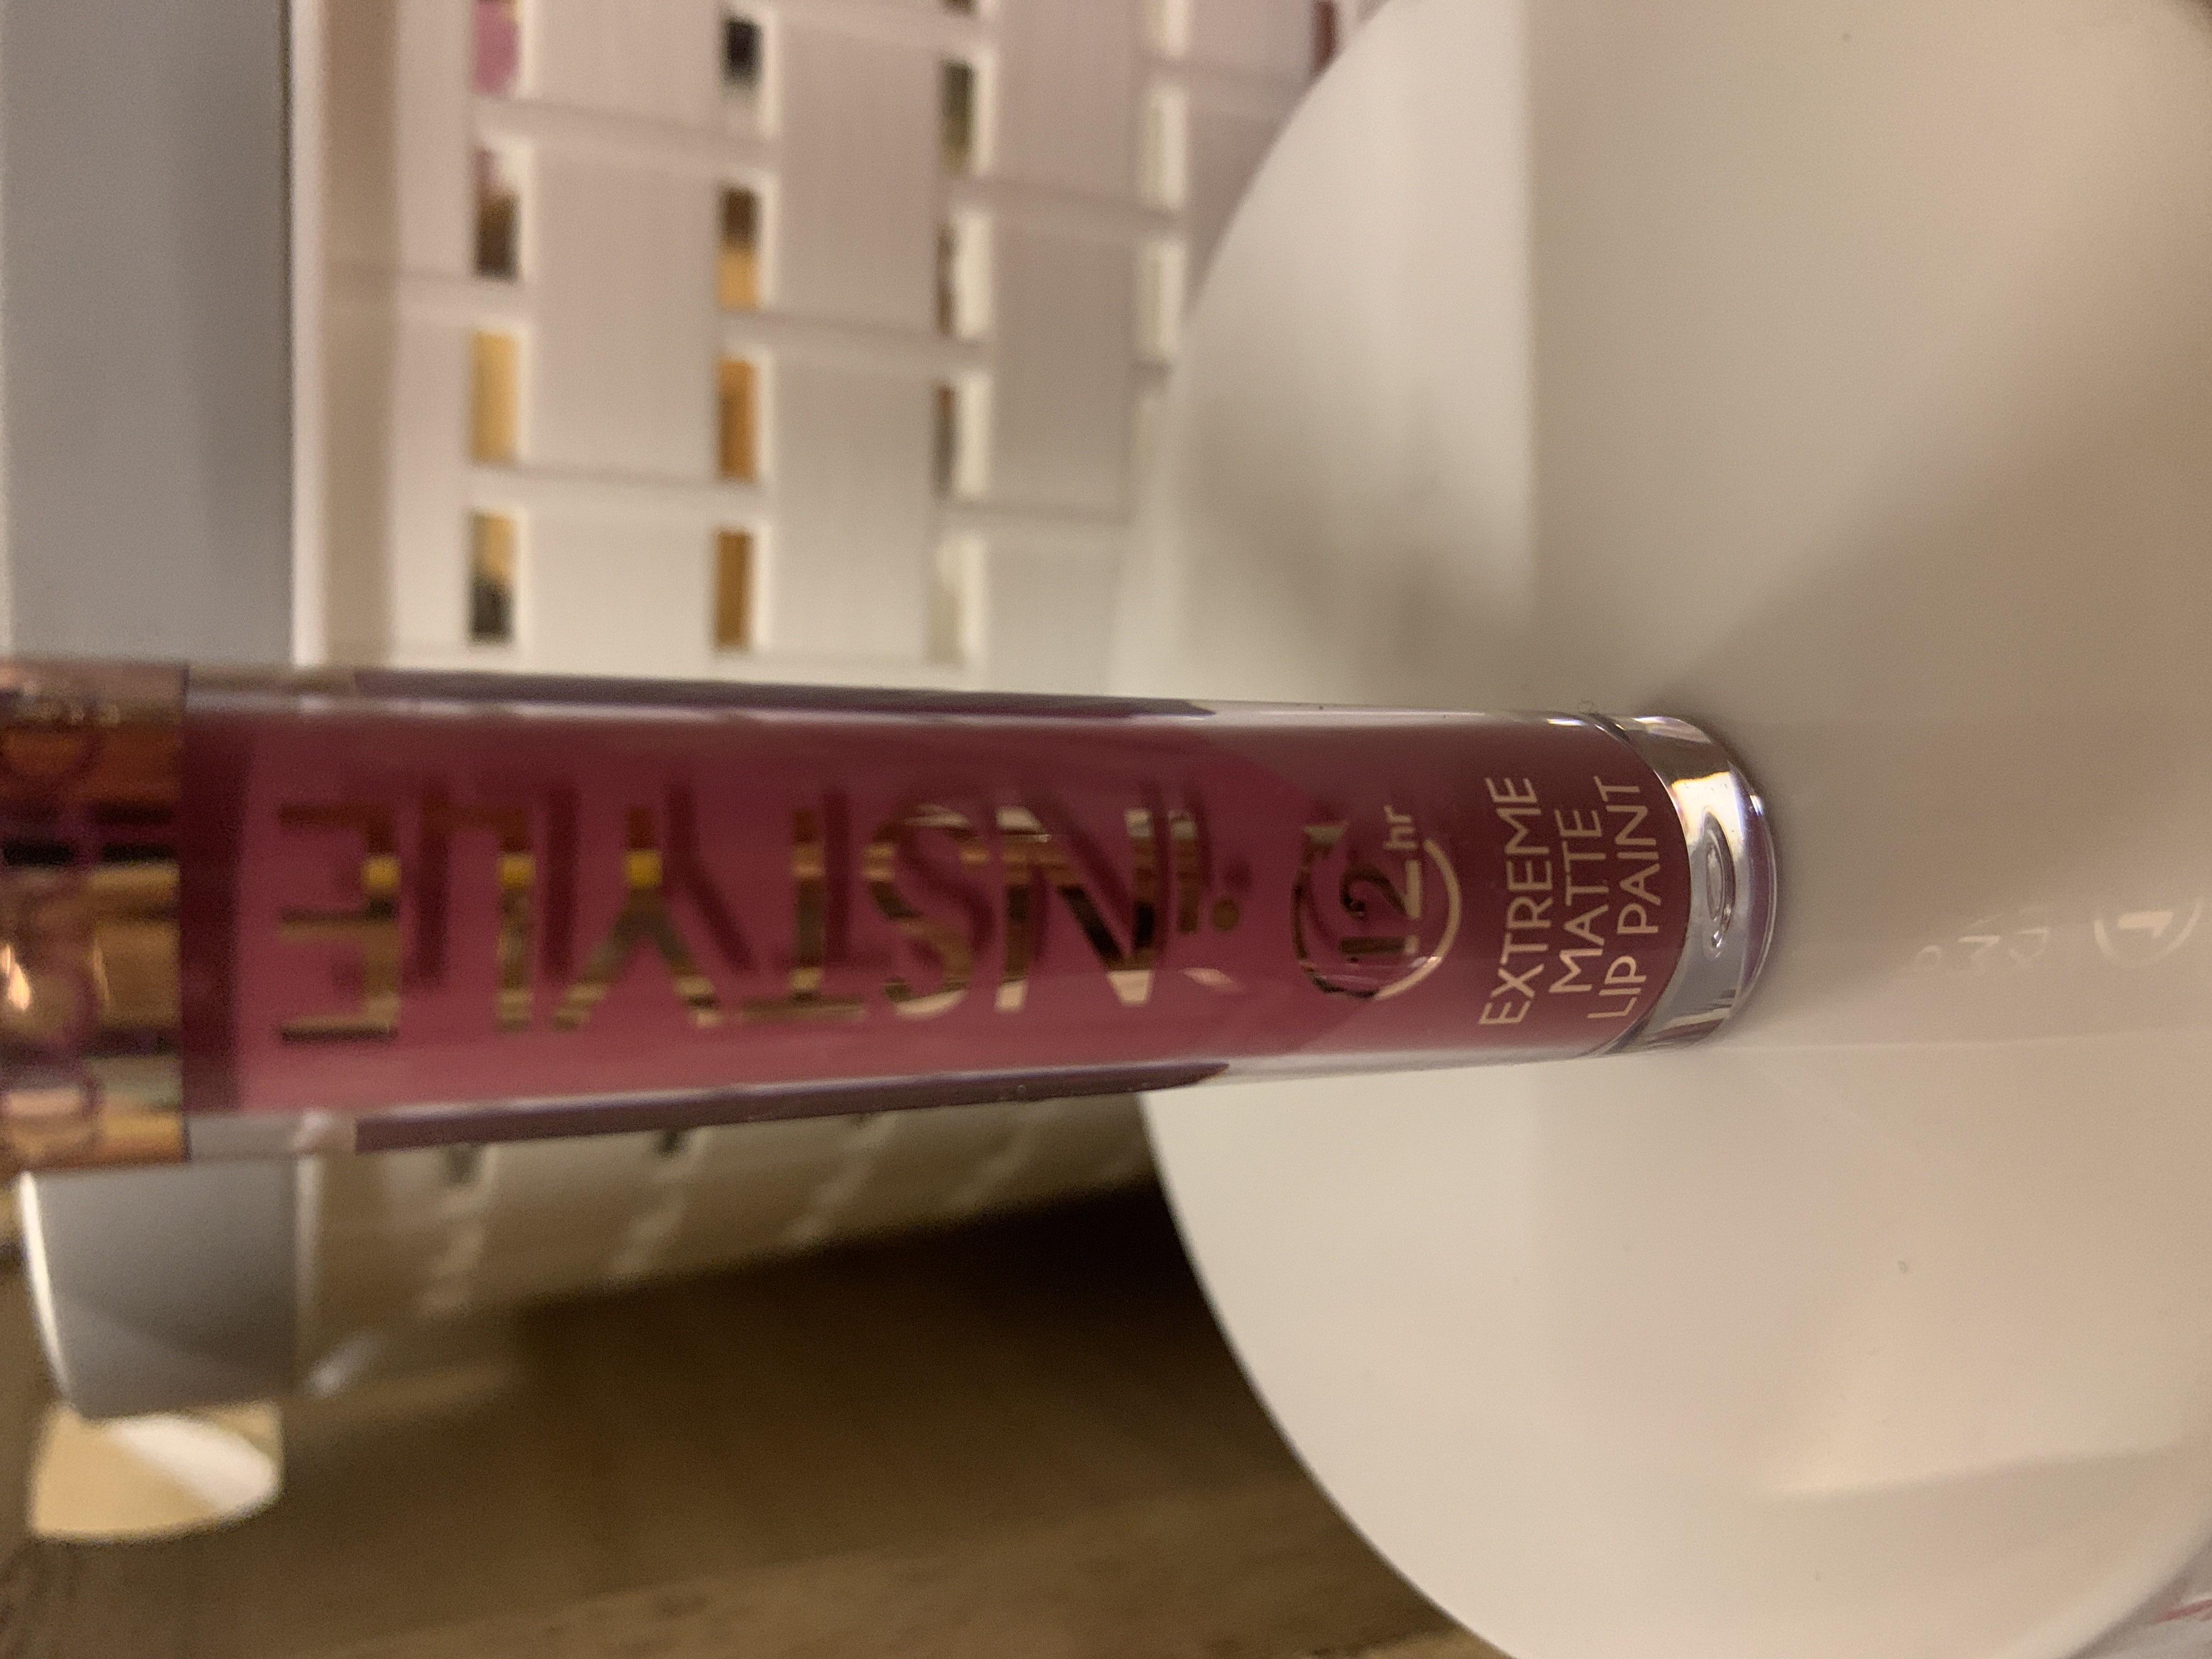 iNSTYLE
12hr
EXTREME
MATTE
LIP PAINT